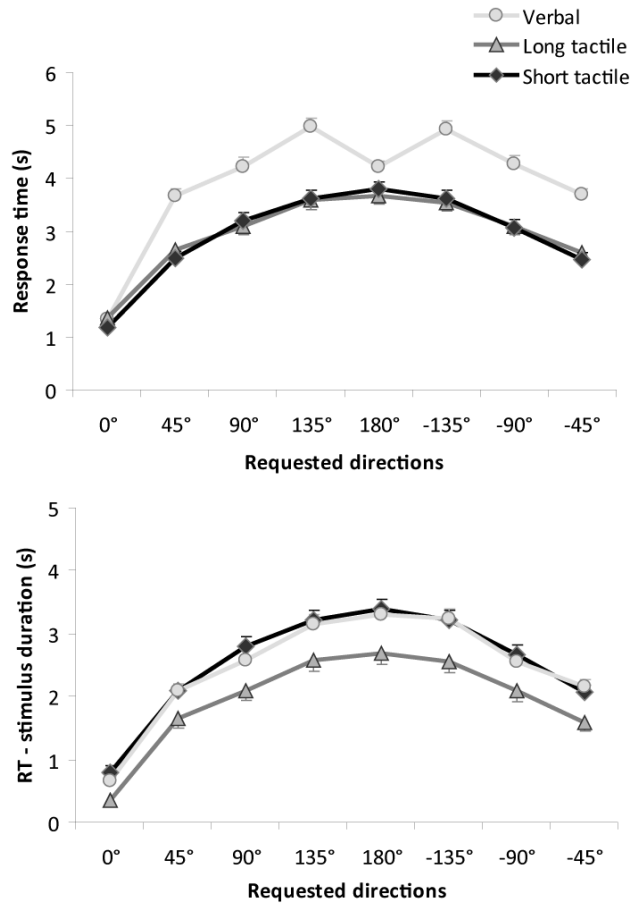 Verbal
Long tactile
Short tactile
6
5
4
3
2
1
0
Response time (s)
0° 45° 90° 135° 180° -135° -90° -45°
Requested directions
5
4
3
2
1
0
RT - stimulus duration (s)
0° 45° 90° 135° 180° -135° -90° -45°
Requested directions